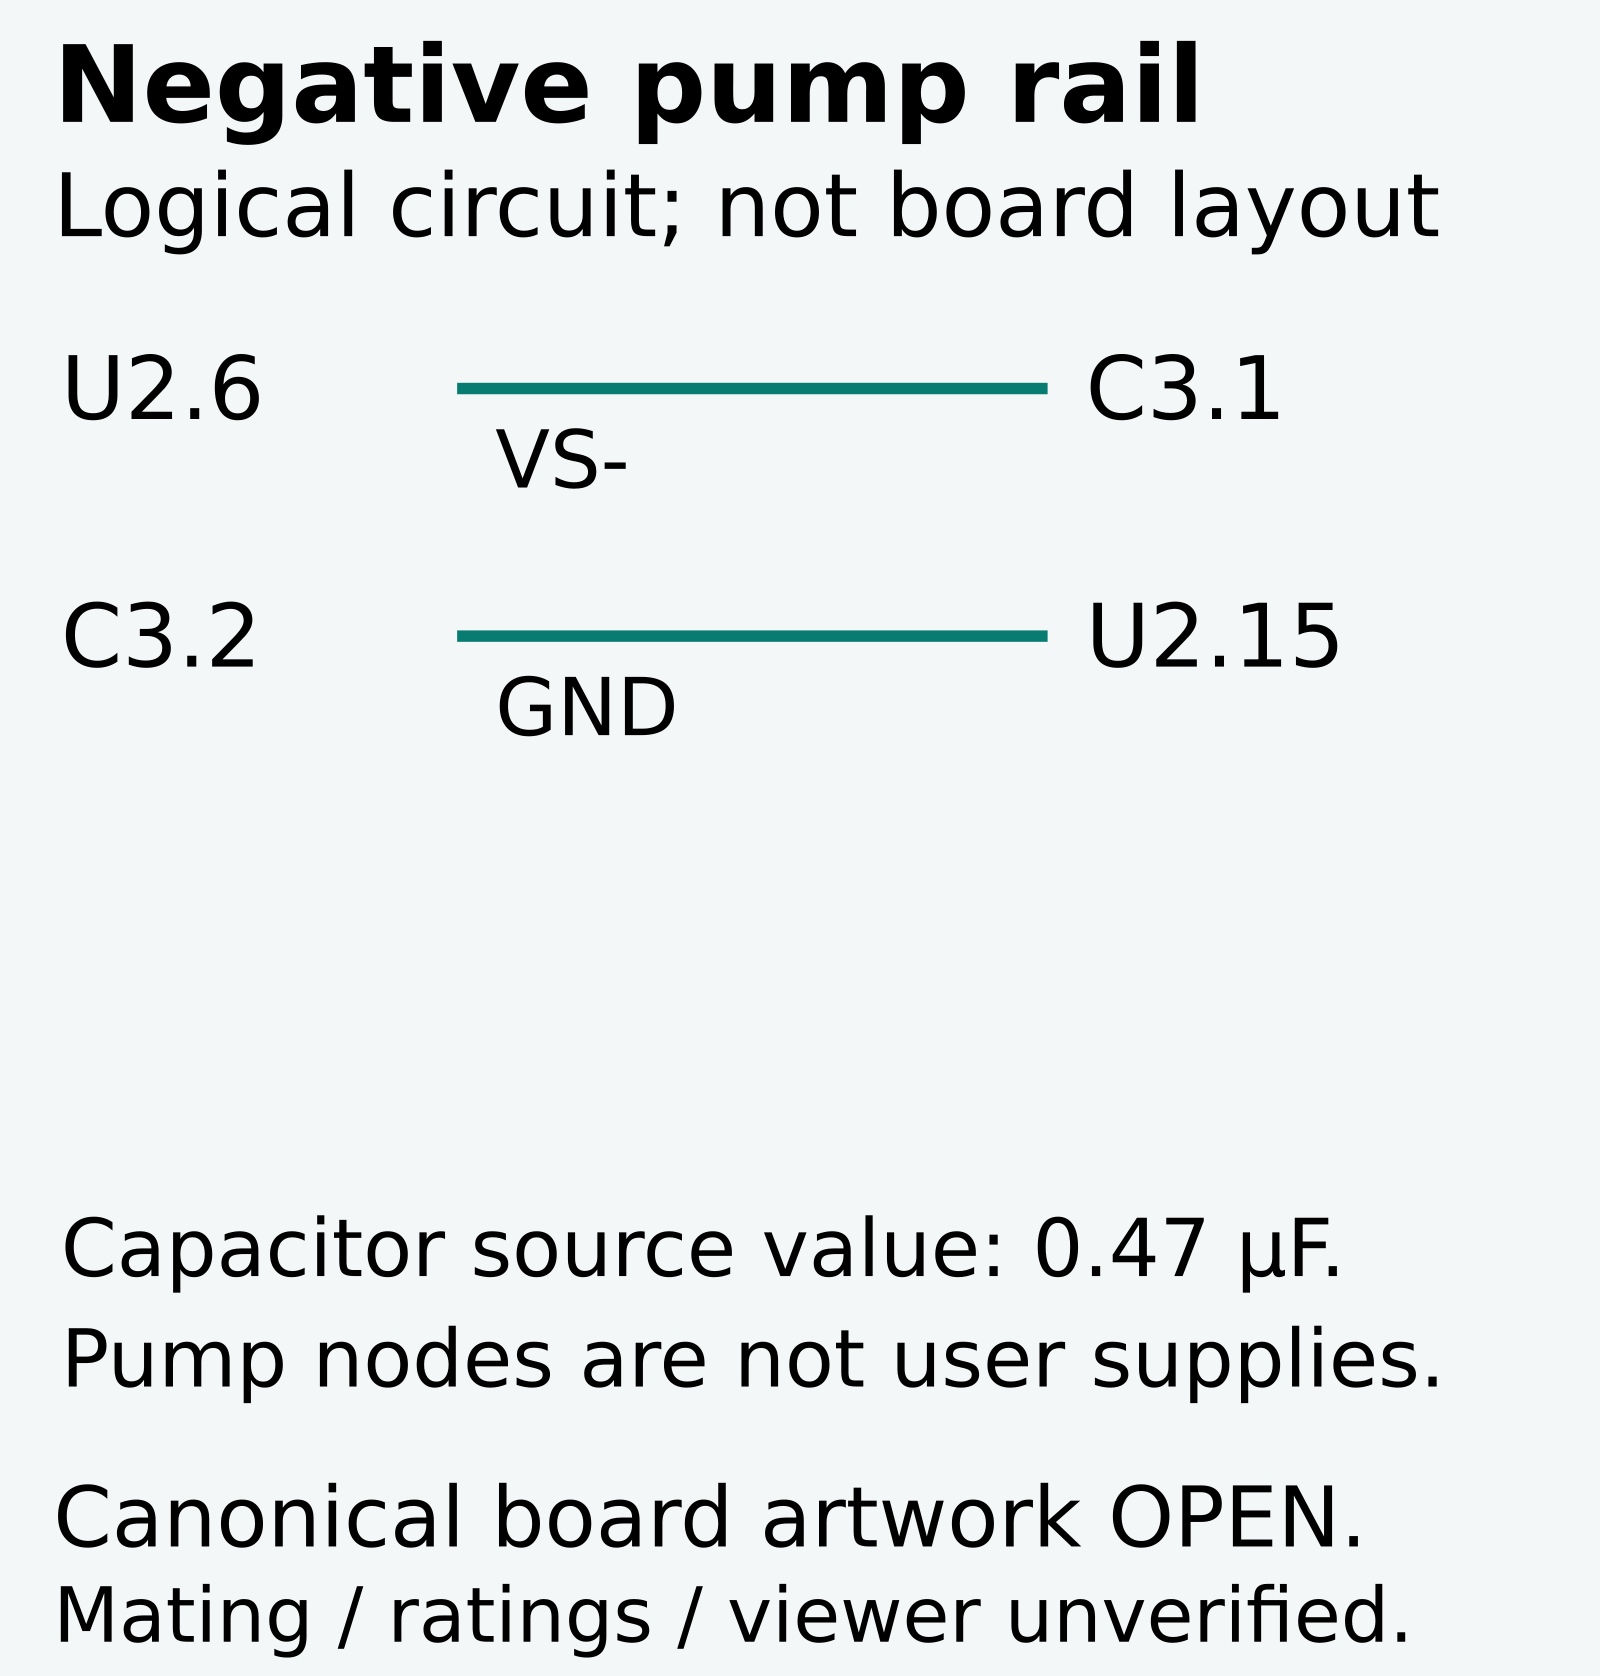 Negative pump rail
Logical circuit; not board layout
U2.6 C3.1
VS-
C3.2 U2.15
GND
Capacitor source value: 0.47 µF.
Pump nodes are not user supplies.
Canonical board artwork OPEN.
Mating / ratings / viewer unverified.